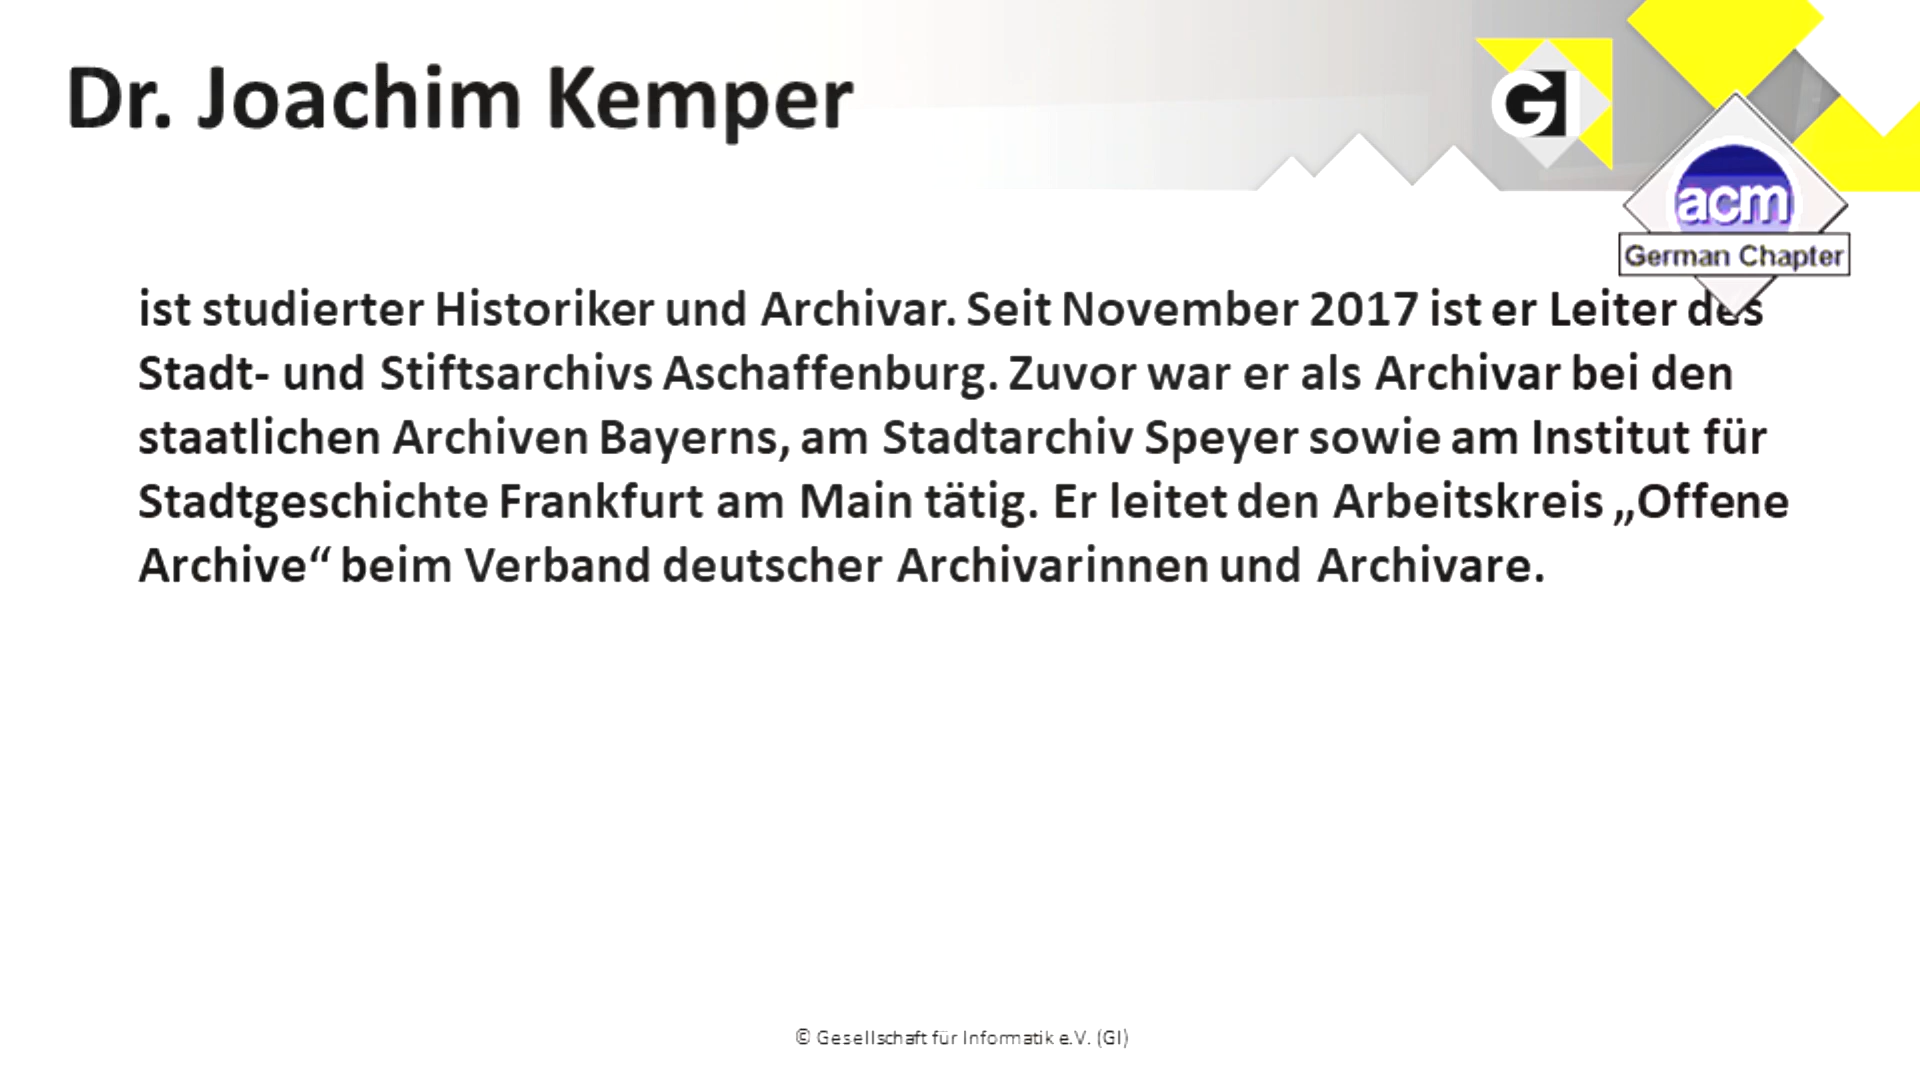 Dr. Joachim Kemper
GI
acm
German Chapter
ist studierter Historiker und Archivar. Seit November 2017 ist er Leiter des
Stadt- und Stiftsarchivs Aschaffenburg. Zuvor war er als Archivar bei den
staatlichen Archiven Bayerns, am Stadtarchiv Speyer sowie am Institut für
Stadtgeschichte Frankfurt am Main tätig. Er leitet den Arbeitskreis „Offene
Archive“ beim Verband deutscher Archivarinnen und Archivare.
© Gesellschaft für Informatik e.V. (GI)